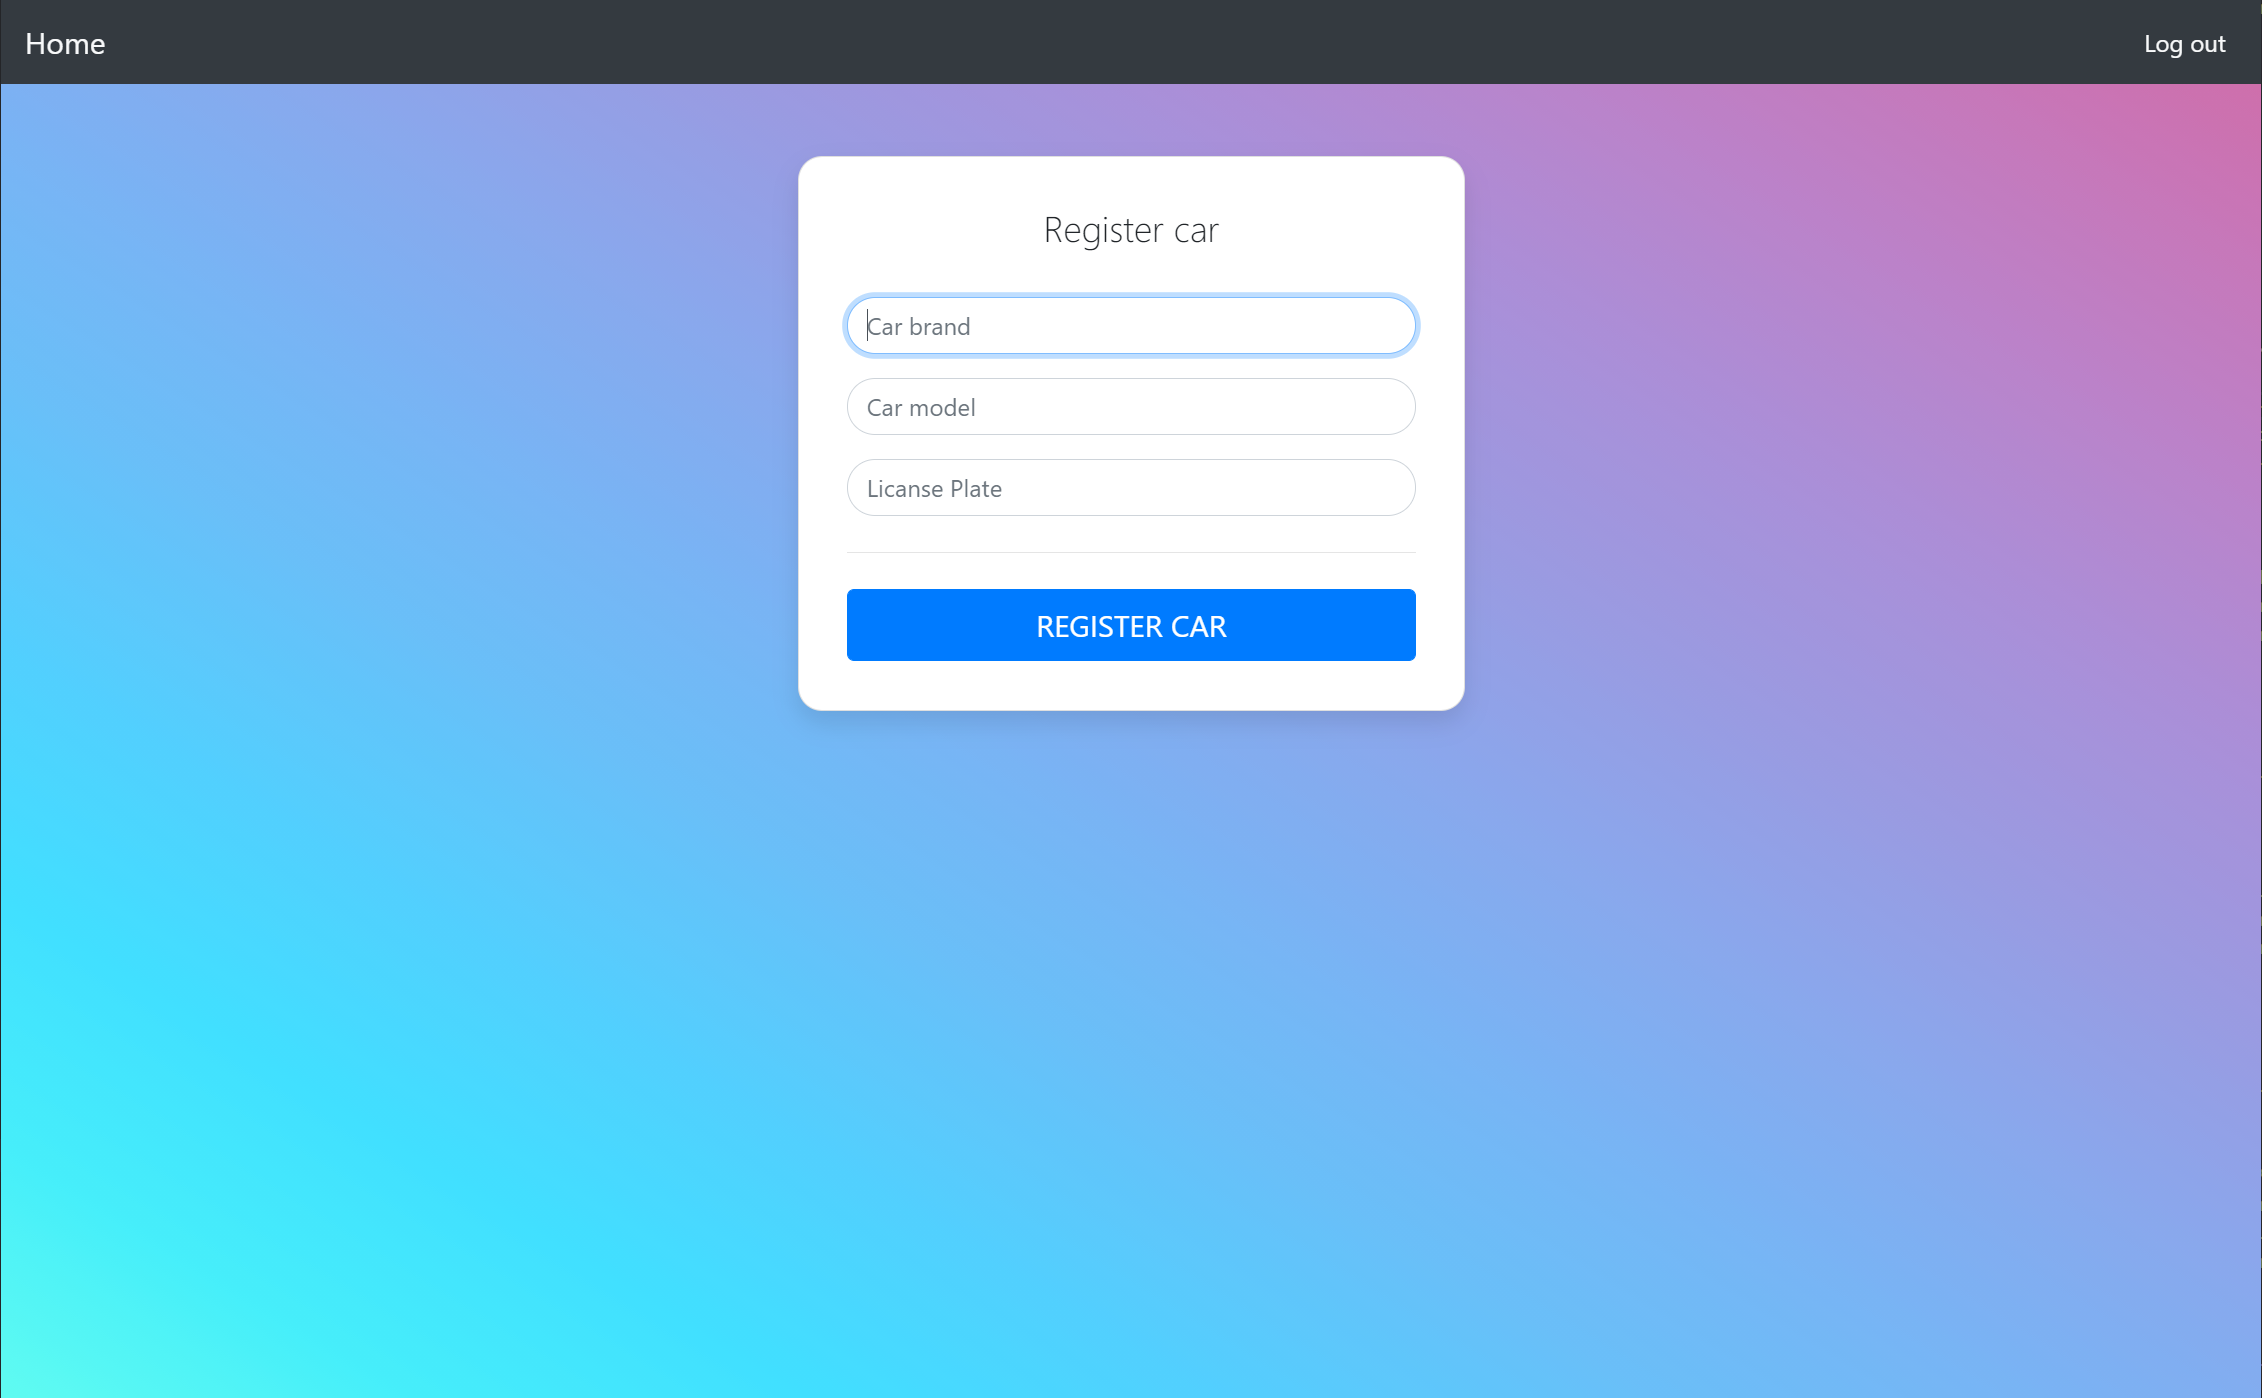 Home
Log out
Register car
Car brand
Car model
Licanse Plate
REGISTER CAR